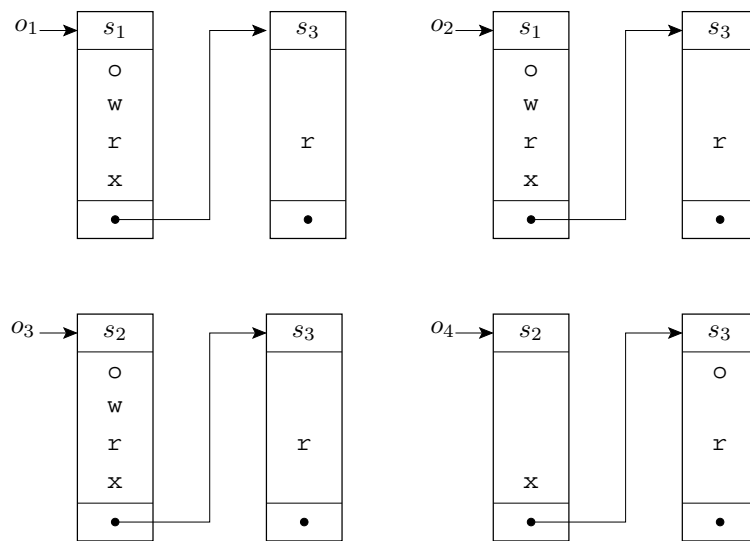 o₁ s₁ s₃ o₂ s₁ s₃
o o
w w
r r r r
x x
o₃ s₂ s₃ o₄ s₂ s₃
o o
w
r r r
x x